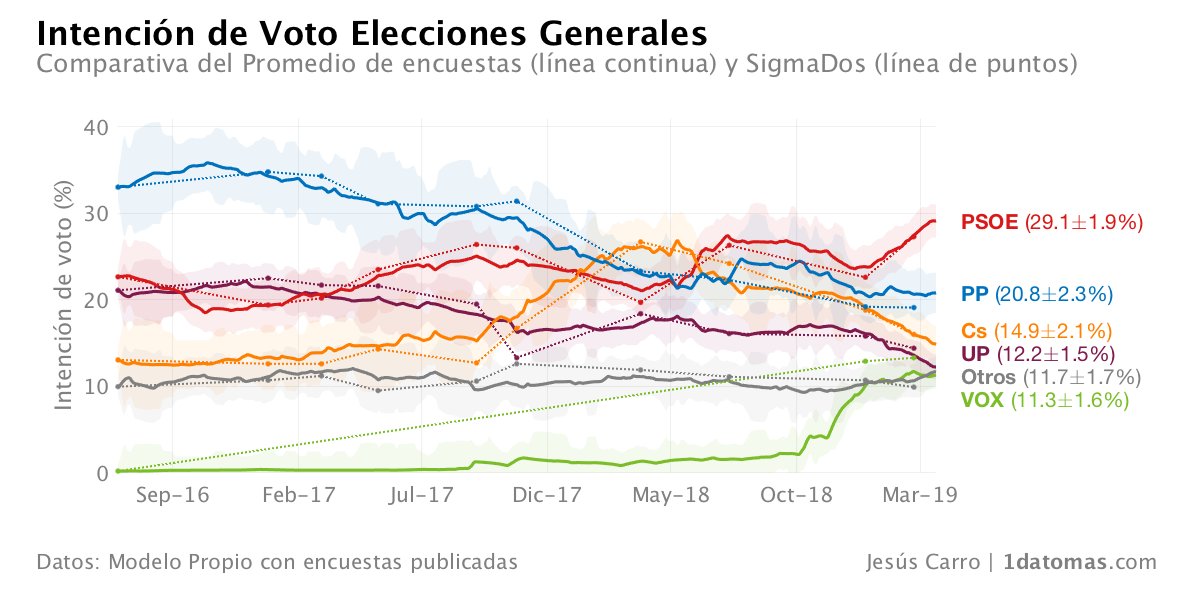 Intención de Voto Elecciones Generales
Comparativa del Promedio de encuestas (línea continua) y SigmaDos (línea de puntos)
Intención de voto (%)
40
30
20
10
0
Sep-16 Feb-17 Jul-17 Dic-17 May-18 Oct-18 Mar-19
PSOE (29.1±1.9%)
PP (20.8±2.3%)
Cs (14.9±2.1%)
UP (12.2±1.5%)
Otros (11.7±1.7%)
VOX (11.3±1.6%)
Datos: Modelo Propio con encuestas publicadas
Jesús Carro | 1datomas.com